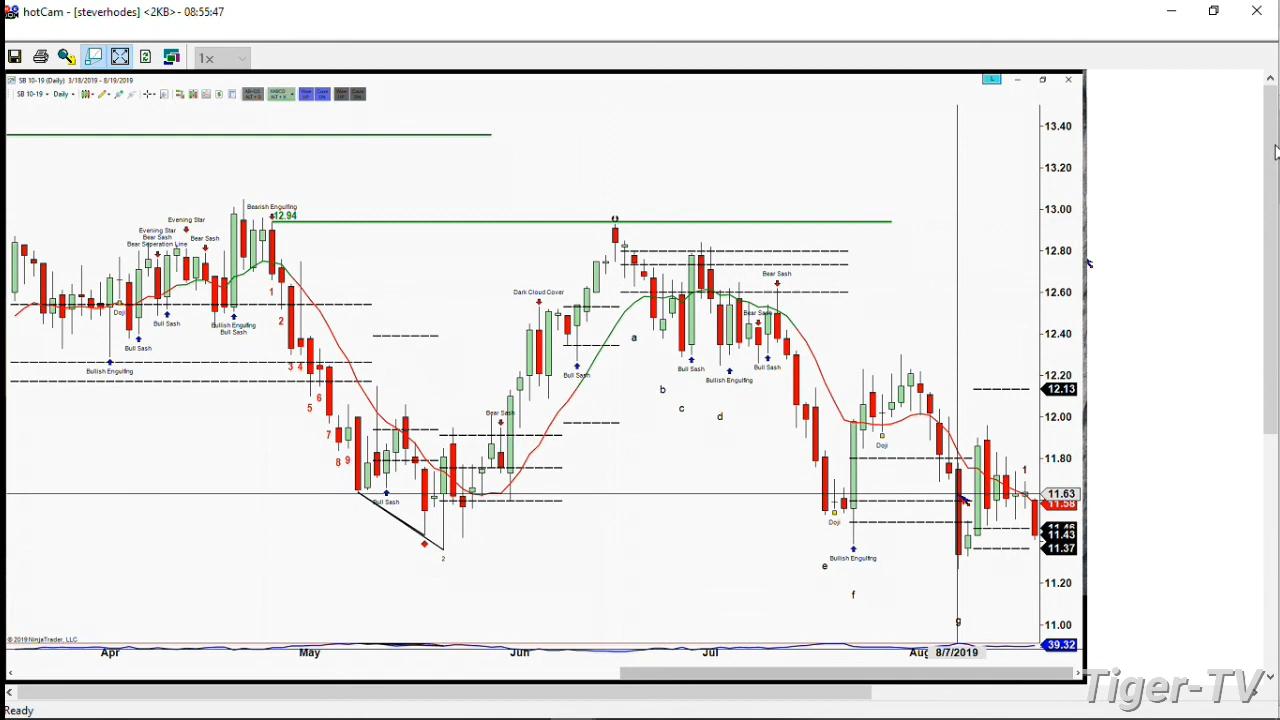 hotCam - [steverhodes] <2KB> - 08:55:47
1x
SB 10-19 (Daily) 3/18/2019 - 8/19/2019
SB 10-19 Daily
L
13.40
13.20
13.00
12.80
12.60
12.40
12.20
12.13
12.00
11.80
11.63
11.58
11.46
11.43
11.37
11.20
11.00
39.32
Bearish Engulfing
12.94
Evening Star
Evening Star
Bear Sash
Bear Seperation Line
Bear Sash
Doji
Bull Sash
Bull Sash
Bullish Engulfing
Bullish Engulfing
Bull Sash
1
2
3 4
5
6
7
8 9
Bull Sash
2
Bear Sash
Dark Cloud Cover
Bull Sash
a
b
c
d
Bull Sash
Bullish Engulfing
Bear Sash
Bear Sash
Bull Sash
Doji
Bullish Engulfing
e
f
Doji
g
1
© 2019 NinjaTrader, LLC
Apr May Jun Jul Aug 8/7/2019
Tiger-TV
Ready